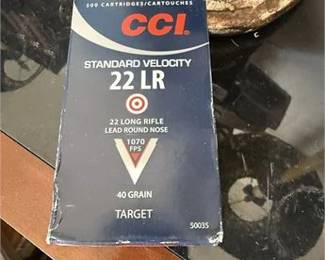 500 CARTRIDGES/CARTOUCHES
CCI
STANDARD VELOCITY
22 LR
22 LONG RIFLE
LEAD ROUND NOSE
1070
FPS
40 GRAIN
50035
TARGET